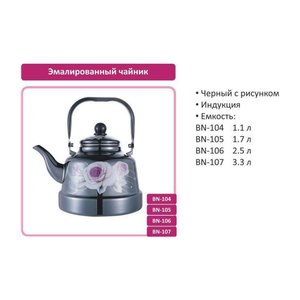 Эмалированный чайник
• Черный с рисунком
• Индукция
• Емкость:
BN-104 1.1 л
BN-105 1.7 л
BN-106 2.5 л
BN-107 3.3 л
BN-104
BN-105
BN-106
BN-107